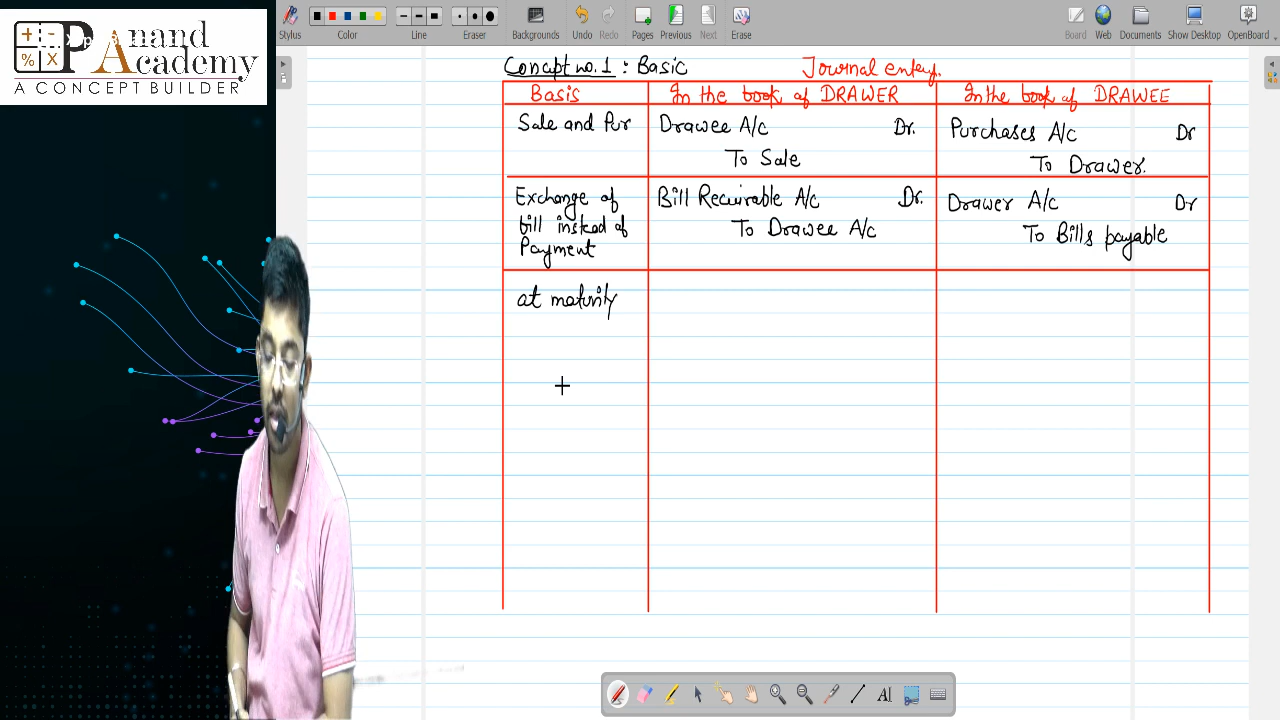 P Anand
Academy
A CONCEPT BUILDER
Stylus
Color
Line
Eraser
Backgrounds
Undo
Redo
Pages
Previous
Next
Erase
Board
Web
Documents
Show Desktop
OpenBoard
Concept no. 1 : Basic
Journal entry.
Basis
In the book of DRAWER
In the book of DRAWEE
Sale and Pur
Drawee A/c Dr.
To Sale
Purchases A/c Dr
To Drawer.
Exchange of
bill instead of
Payment
Bill Receivable A/c Dr.
To Drawee A/c
Drawer A/c Dr
To Bills payable
at maturity